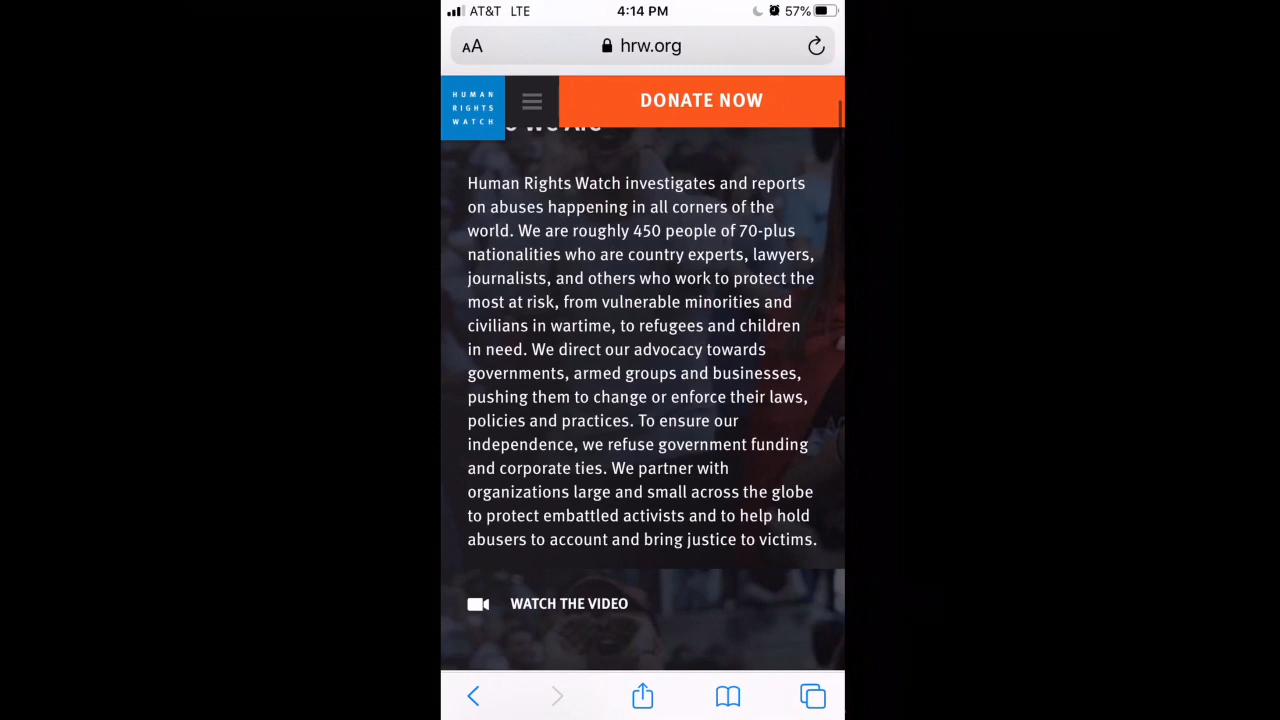 AT&T LTE 4:14 PM 57%
AA hrw.org
HUMAN
RIGHTS
WATCH
DONATE NOW
We Are
Human Rights Watch investigates and reports
on abuses happening in all corners of the
world. We are roughly 450 people of 70-plus
nationalities who are country experts, lawyers,
journalists, and others who work to protect the
most at risk, from vulnerable minorities and
civilians in wartime, to refugees and children
in need. We direct our advocacy towards
governments, armed groups and businesses,
pushing them to change or enforce their laws,
policies and practices. To ensure our
independence, we refuse government funding
and corporate ties. We partner with
organizations large and small across the globe
to protect embattled activists and to help hold
abusers to account and bring justice to victims.
WATCH THE VIDEO